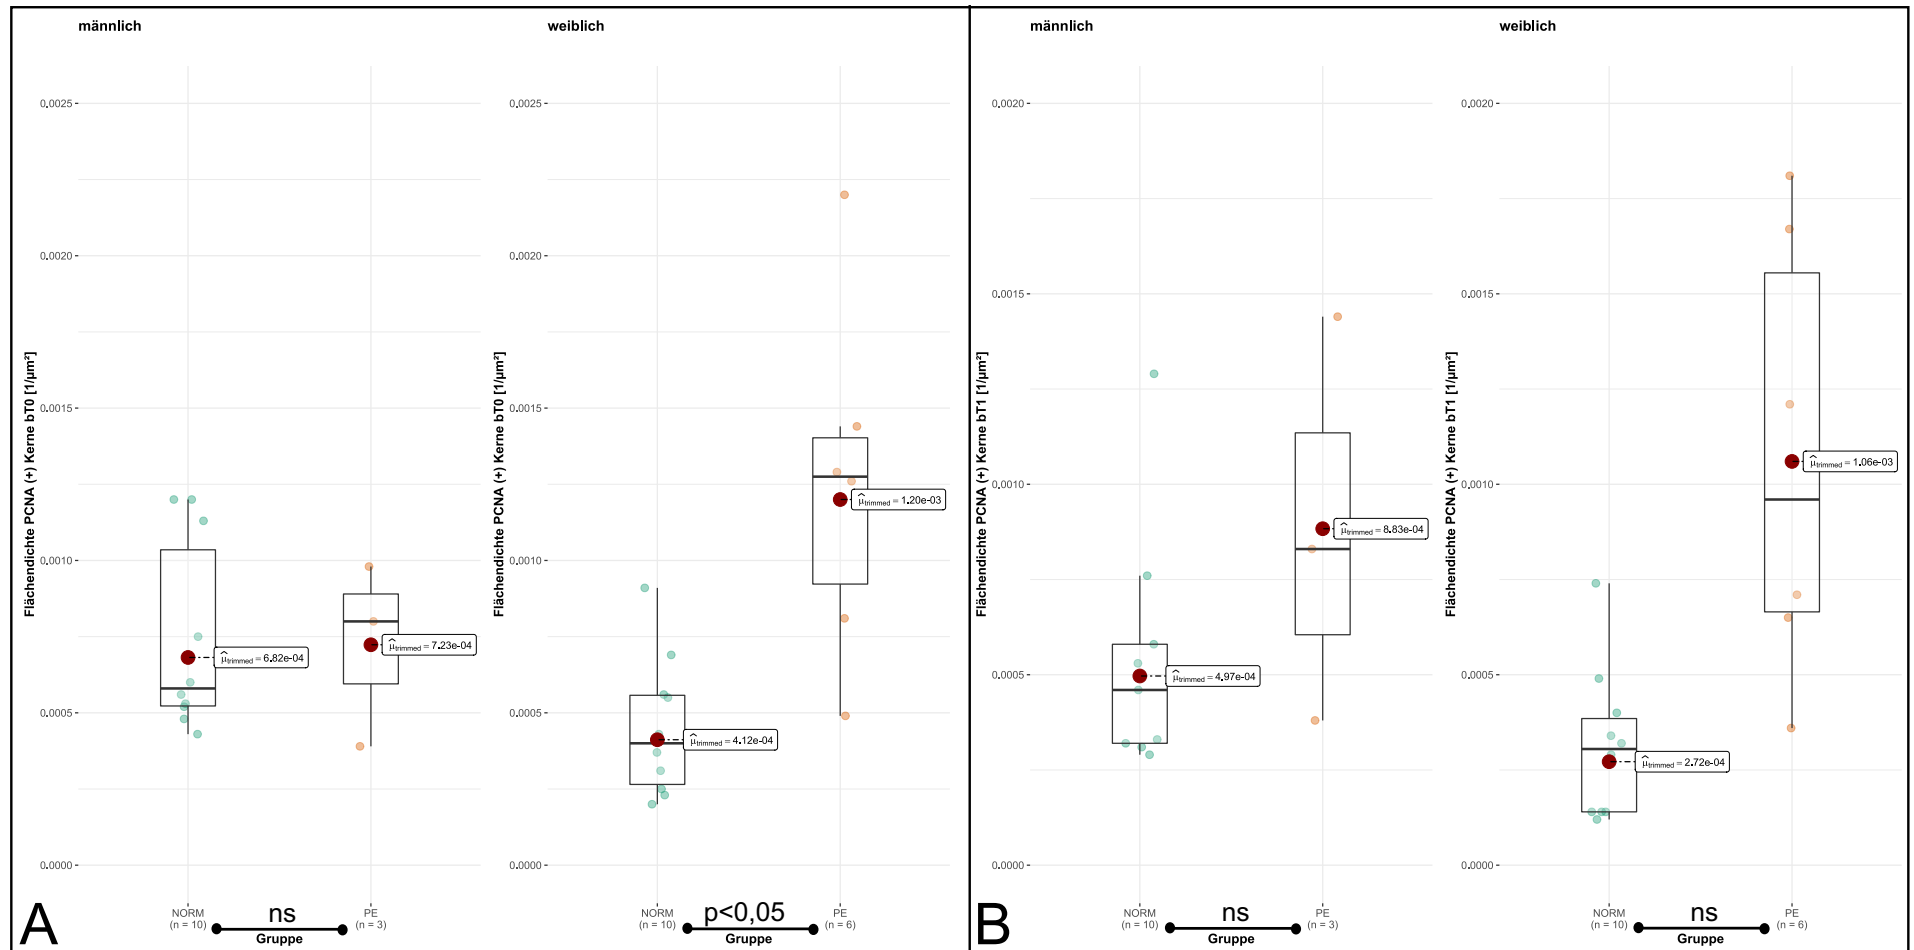 männlich
Flächendichte PCNA (+) Kerne bT0 [1/µm²]
0.0025
0.0020
0.0015
0.0010
0.0005
0.0000
μ̂trimmed = 6.82e-04
μ̂trimmed = 7.23e-04
NORM
(n = 10)
ns
PE
(n = 3)
Gruppe
weiblich
Flächendichte PCNA (+) Kerne bT0 [1/µm²]
0.0025
0.0020
0.0015
0.0010
0.0005
0.0000
μ̂trimmed = 1.20e-03
μ̂trimmed = 4.12e-04
NORM
(n = 10)
p<0,05
PE
(n = 6)
Gruppe
A
männlich
Flächendichte PCNA (+) Kerne bT1 [1/µm²]
0.0020
0.0015
0.0010
0.0005
0.0000
μ̂trimmed = 8.83e-04
μ̂trimmed = 4.97e-04
NORM
(n = 10)
ns
PE
(n = 3)
Gruppe
weiblich
Flächendichte PCNA (+) Kerne bT1 [1/µm²]
0.0020
0.0015
0.0010
0.0005
0.0000
μ̂trimmed = 1.06e-03
μ̂trimmed = 2.72e-04
NORM
(n = 10)
ns
PE
(n = 6)
Gruppe
B